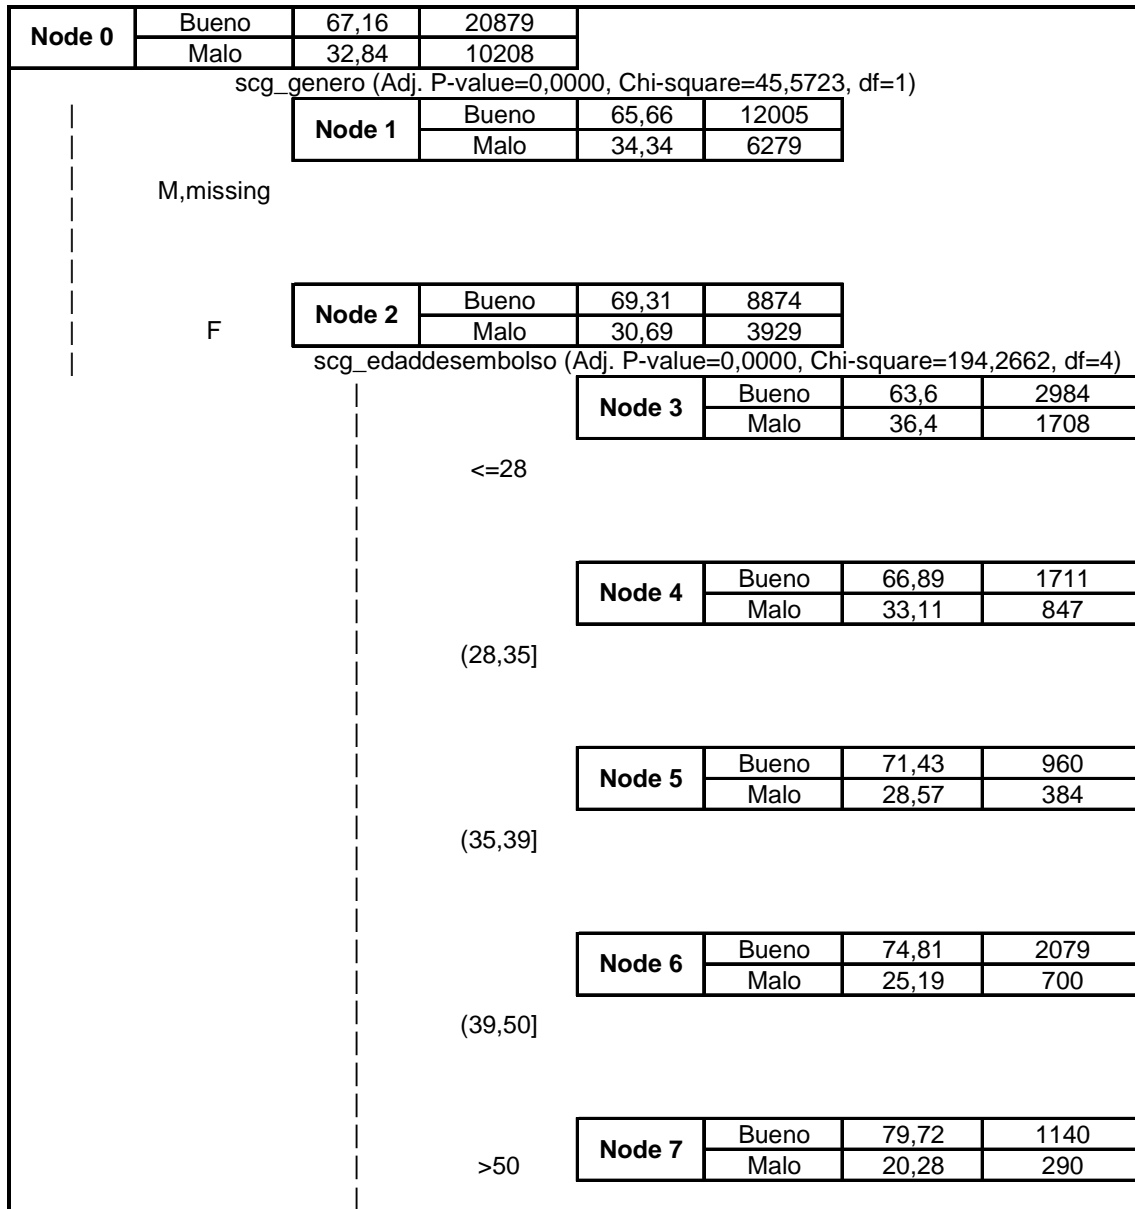 Node 0 Bueno 67,16 20879
Malo 32,84 10208
scg_genero (Adj. P-value=0,0000, Chi-square=45,5723, df=1)
Node 1 Bueno 65,66 12005
Malo 34,34 6279
M,missing
Node 2 Bueno 69,31 8874
F Malo 30,69 3929
scg_edaddesembolso (Adj. P-value=0,0000, Chi-square=194,2662, df=4)
Node 3 Bueno 63,6 2984
Malo 36,4 1708
<=28
Node 4 Bueno 66,89 1711
Malo 33,11 847
(28,35]
Node 5 Bueno 71,43 960
Malo 28,57 384
(35,39]
Node 6 Bueno 74,81 2079
Malo 25,19 700
(39,50]
Node 7 Bueno 79,72 1140
>50 Malo 20,28 290